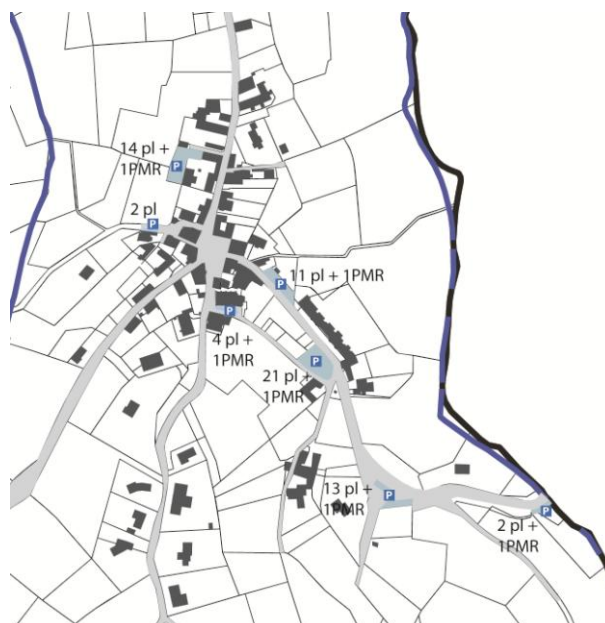 14 pl +
1PMR
P
2 pl
P
11 pl + 1PMR
P
P
4 pl +
1PMR
P
21 pl +
1PMR
13 pl +
1PMR
P
P
2 pl +
1PMR